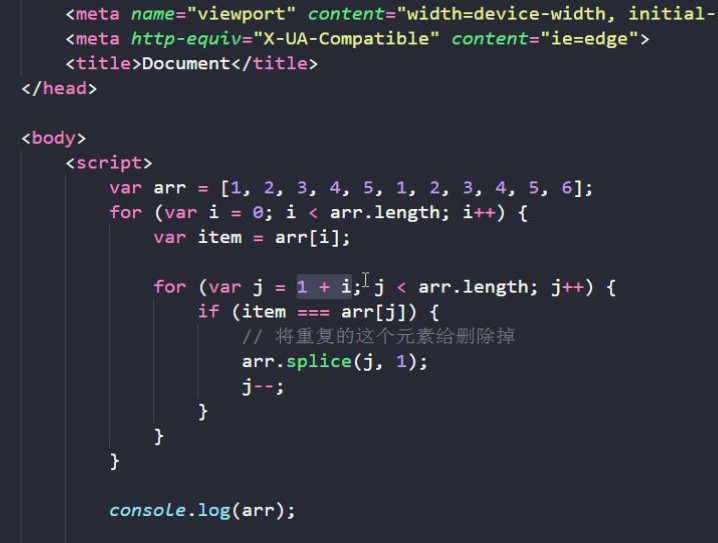 <meta name="viewport" content="width=device-width, initial-
<meta http-equiv="X-UA-Compatible" content="ie=edge">
<title>Document</title>
</head>
<body>
<script>
var arr = [1, 2, 3, 4, 5, 1, 2, 3, 4, 5, 6];
for (var i = 0; i < arr.length; i++) {
var item = arr[i];
for (var j = 1 + i; j < arr.length; j++) {
if (item === arr[j]) {
// 将重复的这个元素给删除掉
arr.splice(j, 1);
j--;
}
}
}
console.log(arr);